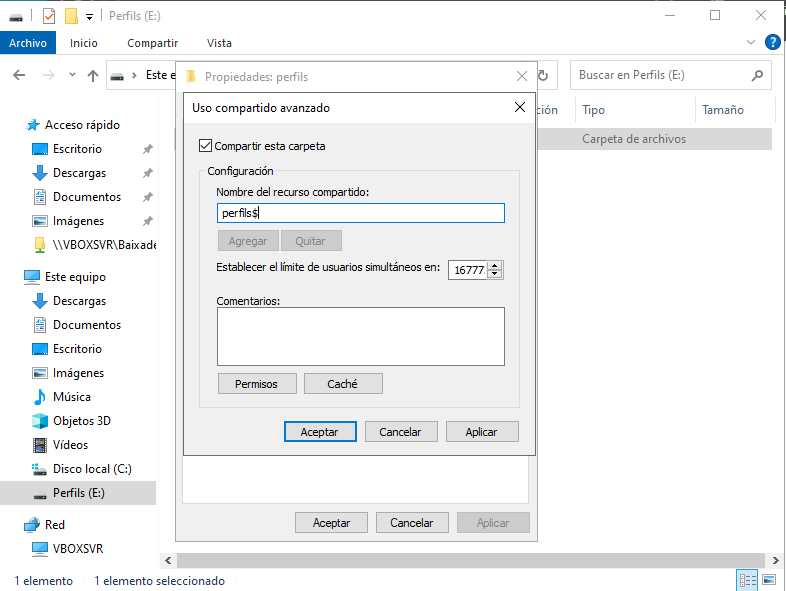 Perfils (E:)
Archivo Inicio Compartir Vista
Este e
Buscar en Perfils (E:)
Propiedades: perfils
Uso compartido avanzado
Compartir esta carpeta
Configuración
Nombre del recurso compartido:
perfils$
Agregar Quitar
Establecer el límite de usuarios simultáneos en: 16777
Comentarios:
Permisos Caché
Aceptar Cancelar Aplicar
Aceptar Cancelar Aplicar
ción Tipo Tamaño
Carpeta de archivos
Acceso rápido
Escritorio
Descargas
Documentos
Imágenes
\\VBOXSVR\Baixade
Este equipo
Descargas
Documentos
Escritorio
Imágenes
Música
Objetos 3D
Vídeos
Disco local (C:)
Perfils (E:)
Red
VBOXSVR
1 elemento 1 elemento seleccionado